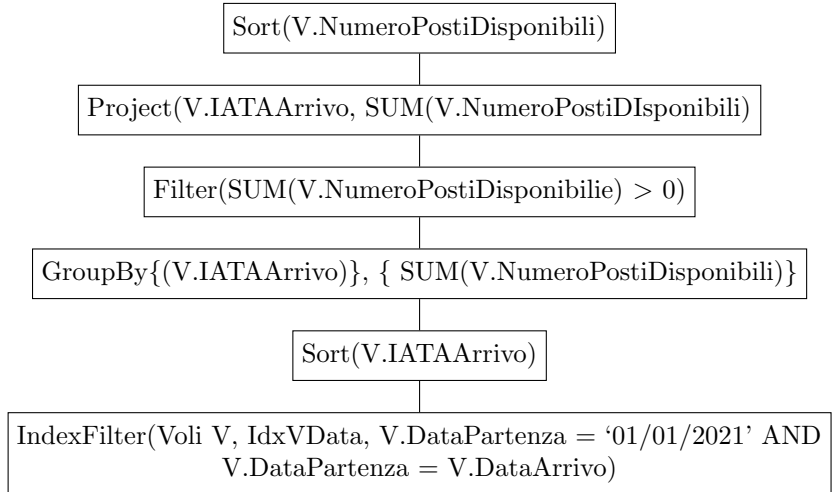 Sort(V.NumeroPostiDisponibili)
Project(V.IATAArrivo, SUM(V.NumeroPostiDIsponibili)
Filter(SUM(V.NumeroPostiDisponibilie) > 0)
GroupBy{(V.IATAArrivo)}, { SUM(V.NumeroPostiDisponibili)}
Sort(V.IATAArrivo)
IndexFilter(Voli V, IdxVData, V.DataPartenza = ‘01/01/2021’ AND
V.DataPartenza = V.DataArrivo)